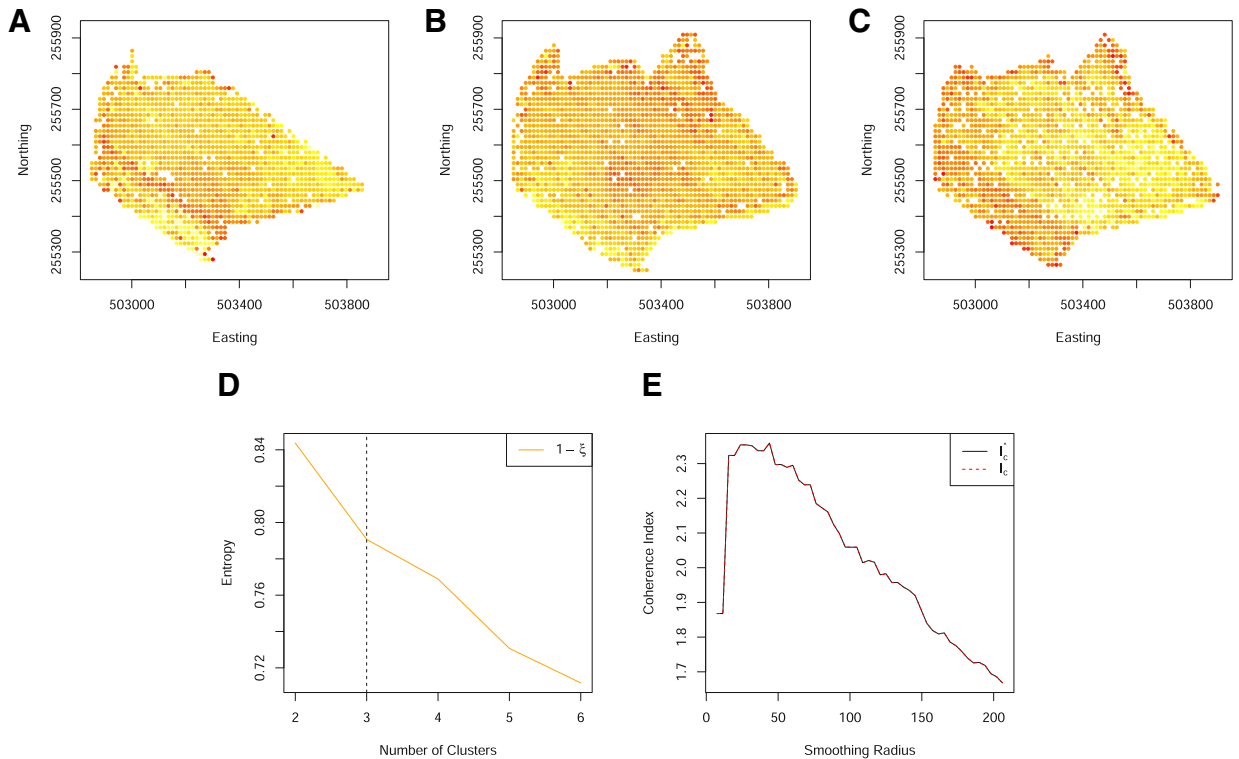 A
B
C
Northing
255300
255500
255700
255900
503000
503400
503800
Easting
Northing
255300
255500
255700
255900
503000
503400
503800
Easting
Northing
255300
255500
255700
255900
503000
503400
503800
Easting
D
E
Entropy
0.72
0.76
0.80
0.84
1 − ξ
2
3
4
5
6
Number of Clusters
Coherence Index
1.7
1.8
1.9
2.0
2.1
2.2
2.3
I*c
Ic
0
50
100
150
200
Smoothing Radius